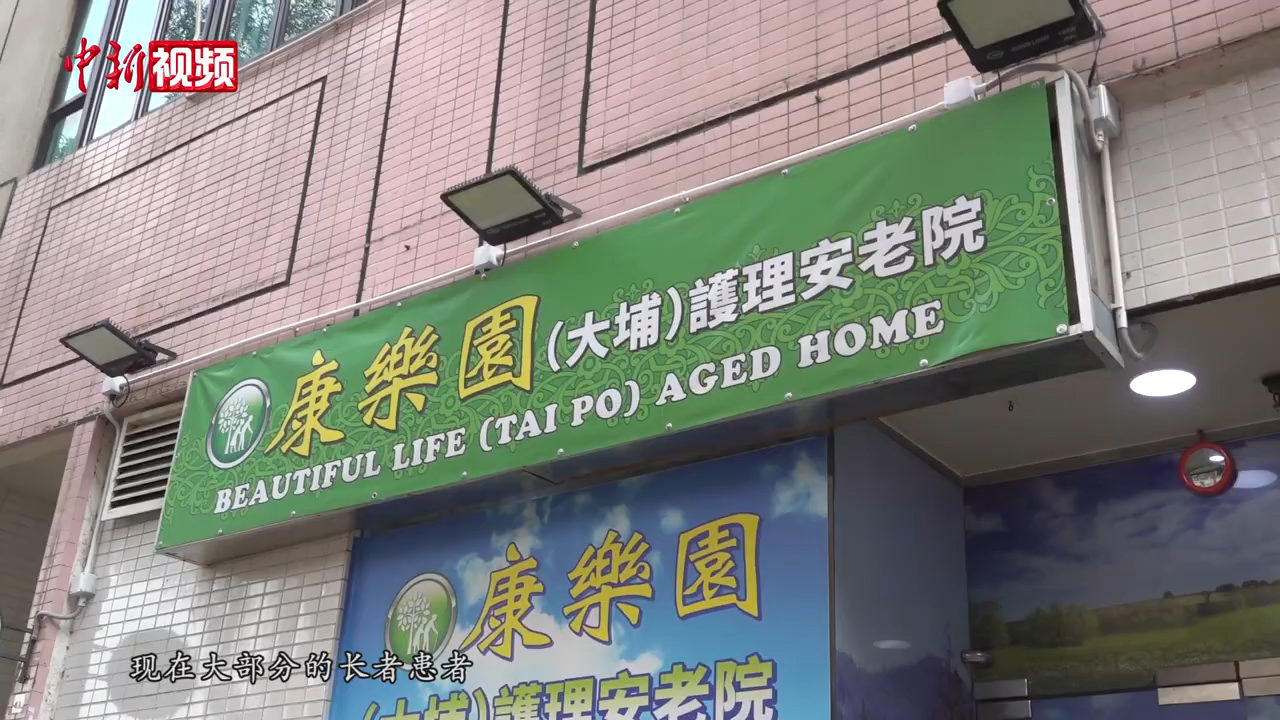 中新视频
康樂園(大埔)護理安老院
BEAUTIFUL LIFE (TAI PO) AGED HOME
康樂園
(大埔)護理安老院
现在大部分的长者患者